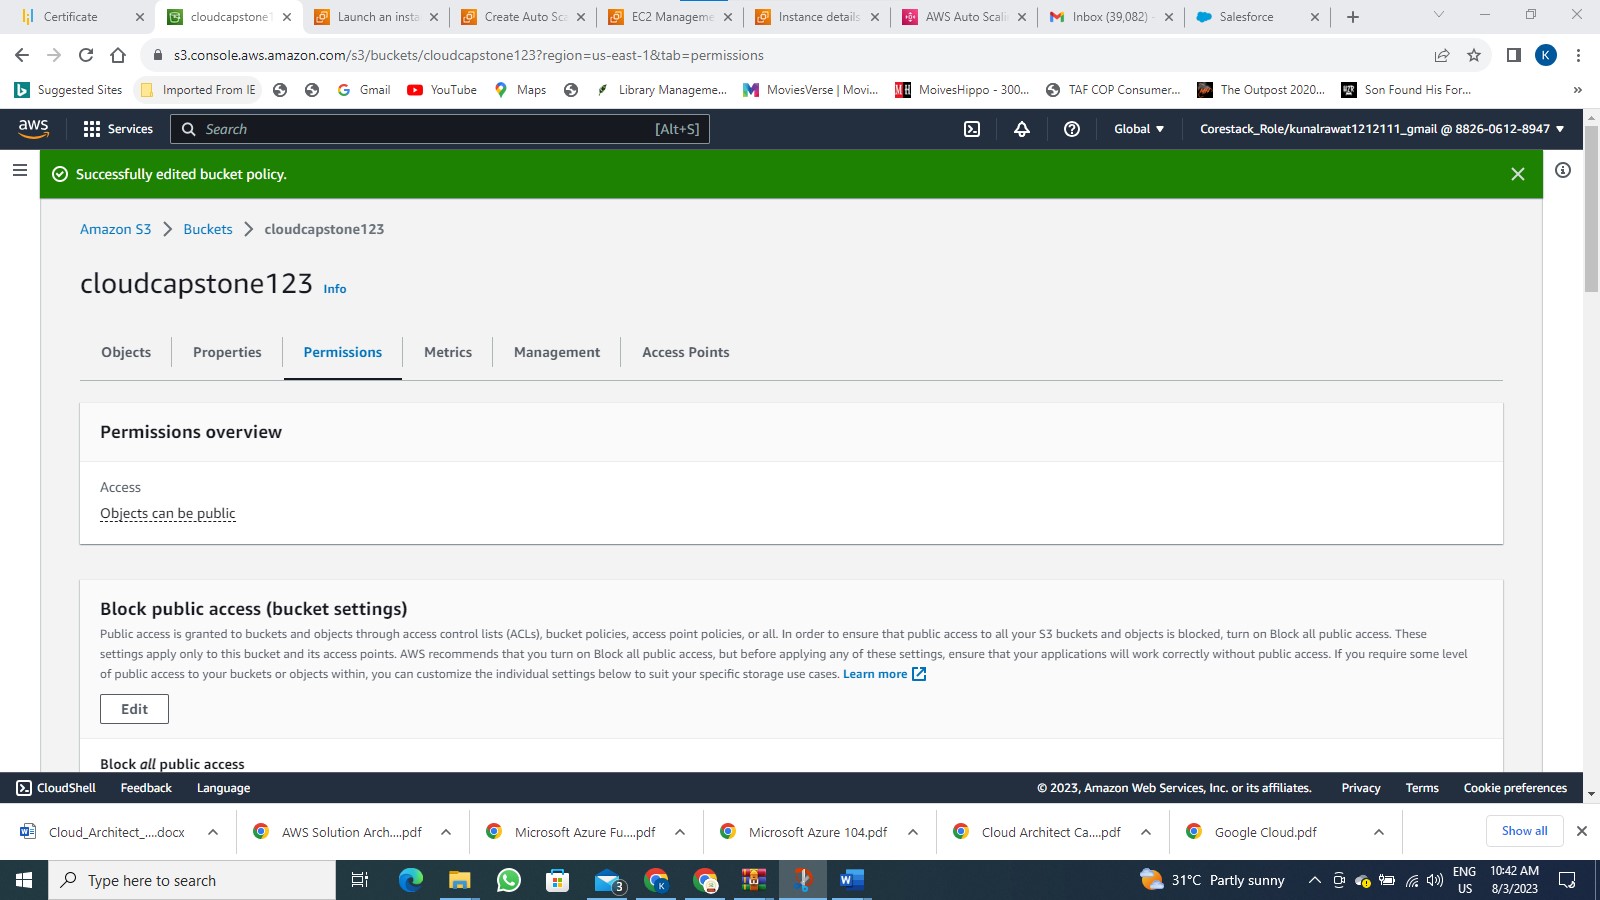 Certificate
cloudcapstone1
Launch an insta
Create Auto Sc
EC2 Manageme
Instance details
AWS Auto Scali
Inbox (39,082) -
Salesforce
s3.console.aws.amazon.com/s3/buckets/cloudcapstone123?region=us-east-1&tab=permissions
K
Suggested Sites
Imported From IE
Gmail
YouTube
Maps
Library Manageme...
MoviesVerse | Movi...
MoivesHippo - 300...
TAF COP Consumer...
The Outpost 2020...
Son Found His For...
aws
Services
Search
[Alt+S]
Global
Corestack_Role/kunalrawat1212111_gmail @ 8826-0612-8947
Successfully edited bucket policy.
Amazon S3
Buckets
cloudcapstone123
cloudcapstone123
Info
Objects
Properties
Permissions
Metrics
Management
Access Points
Permissions overview
Access
Objects can be public
Block public access (bucket settings)
Public access is granted to buckets and objects through access control lists (ACLs), bucket policies, access point policies, or all. In order to ensure that public access to all your S3 buckets and objects is blocked, turn on Block all public access. These
settings apply only to this bucket and its access points. AWS recommends that you turn on Block all public access, but before applying any of these settings, ensure that your applications will work correctly without public access. If you require some level
of public access to your buckets or objects within, you can customize the individual settings below to suit your specific storage use cases. Learn more
Edit
Block all public access
CloudShell
Feedback
Language
© 2023, Amazon Web Services, Inc. or its affiliates.
Privacy
Terms
Cookie preferences
Cloud_Architect_....docx
AWS Solution Arch....pdf
Microsoft Azure Fu....pdf
Microsoft Azure 104.pdf
Cloud Architect Ca....pdf
Google Cloud.pdf
Show all
Type here to search
3
31°C Partly sunny
ENG
US
10:42 AM
8/3/2023